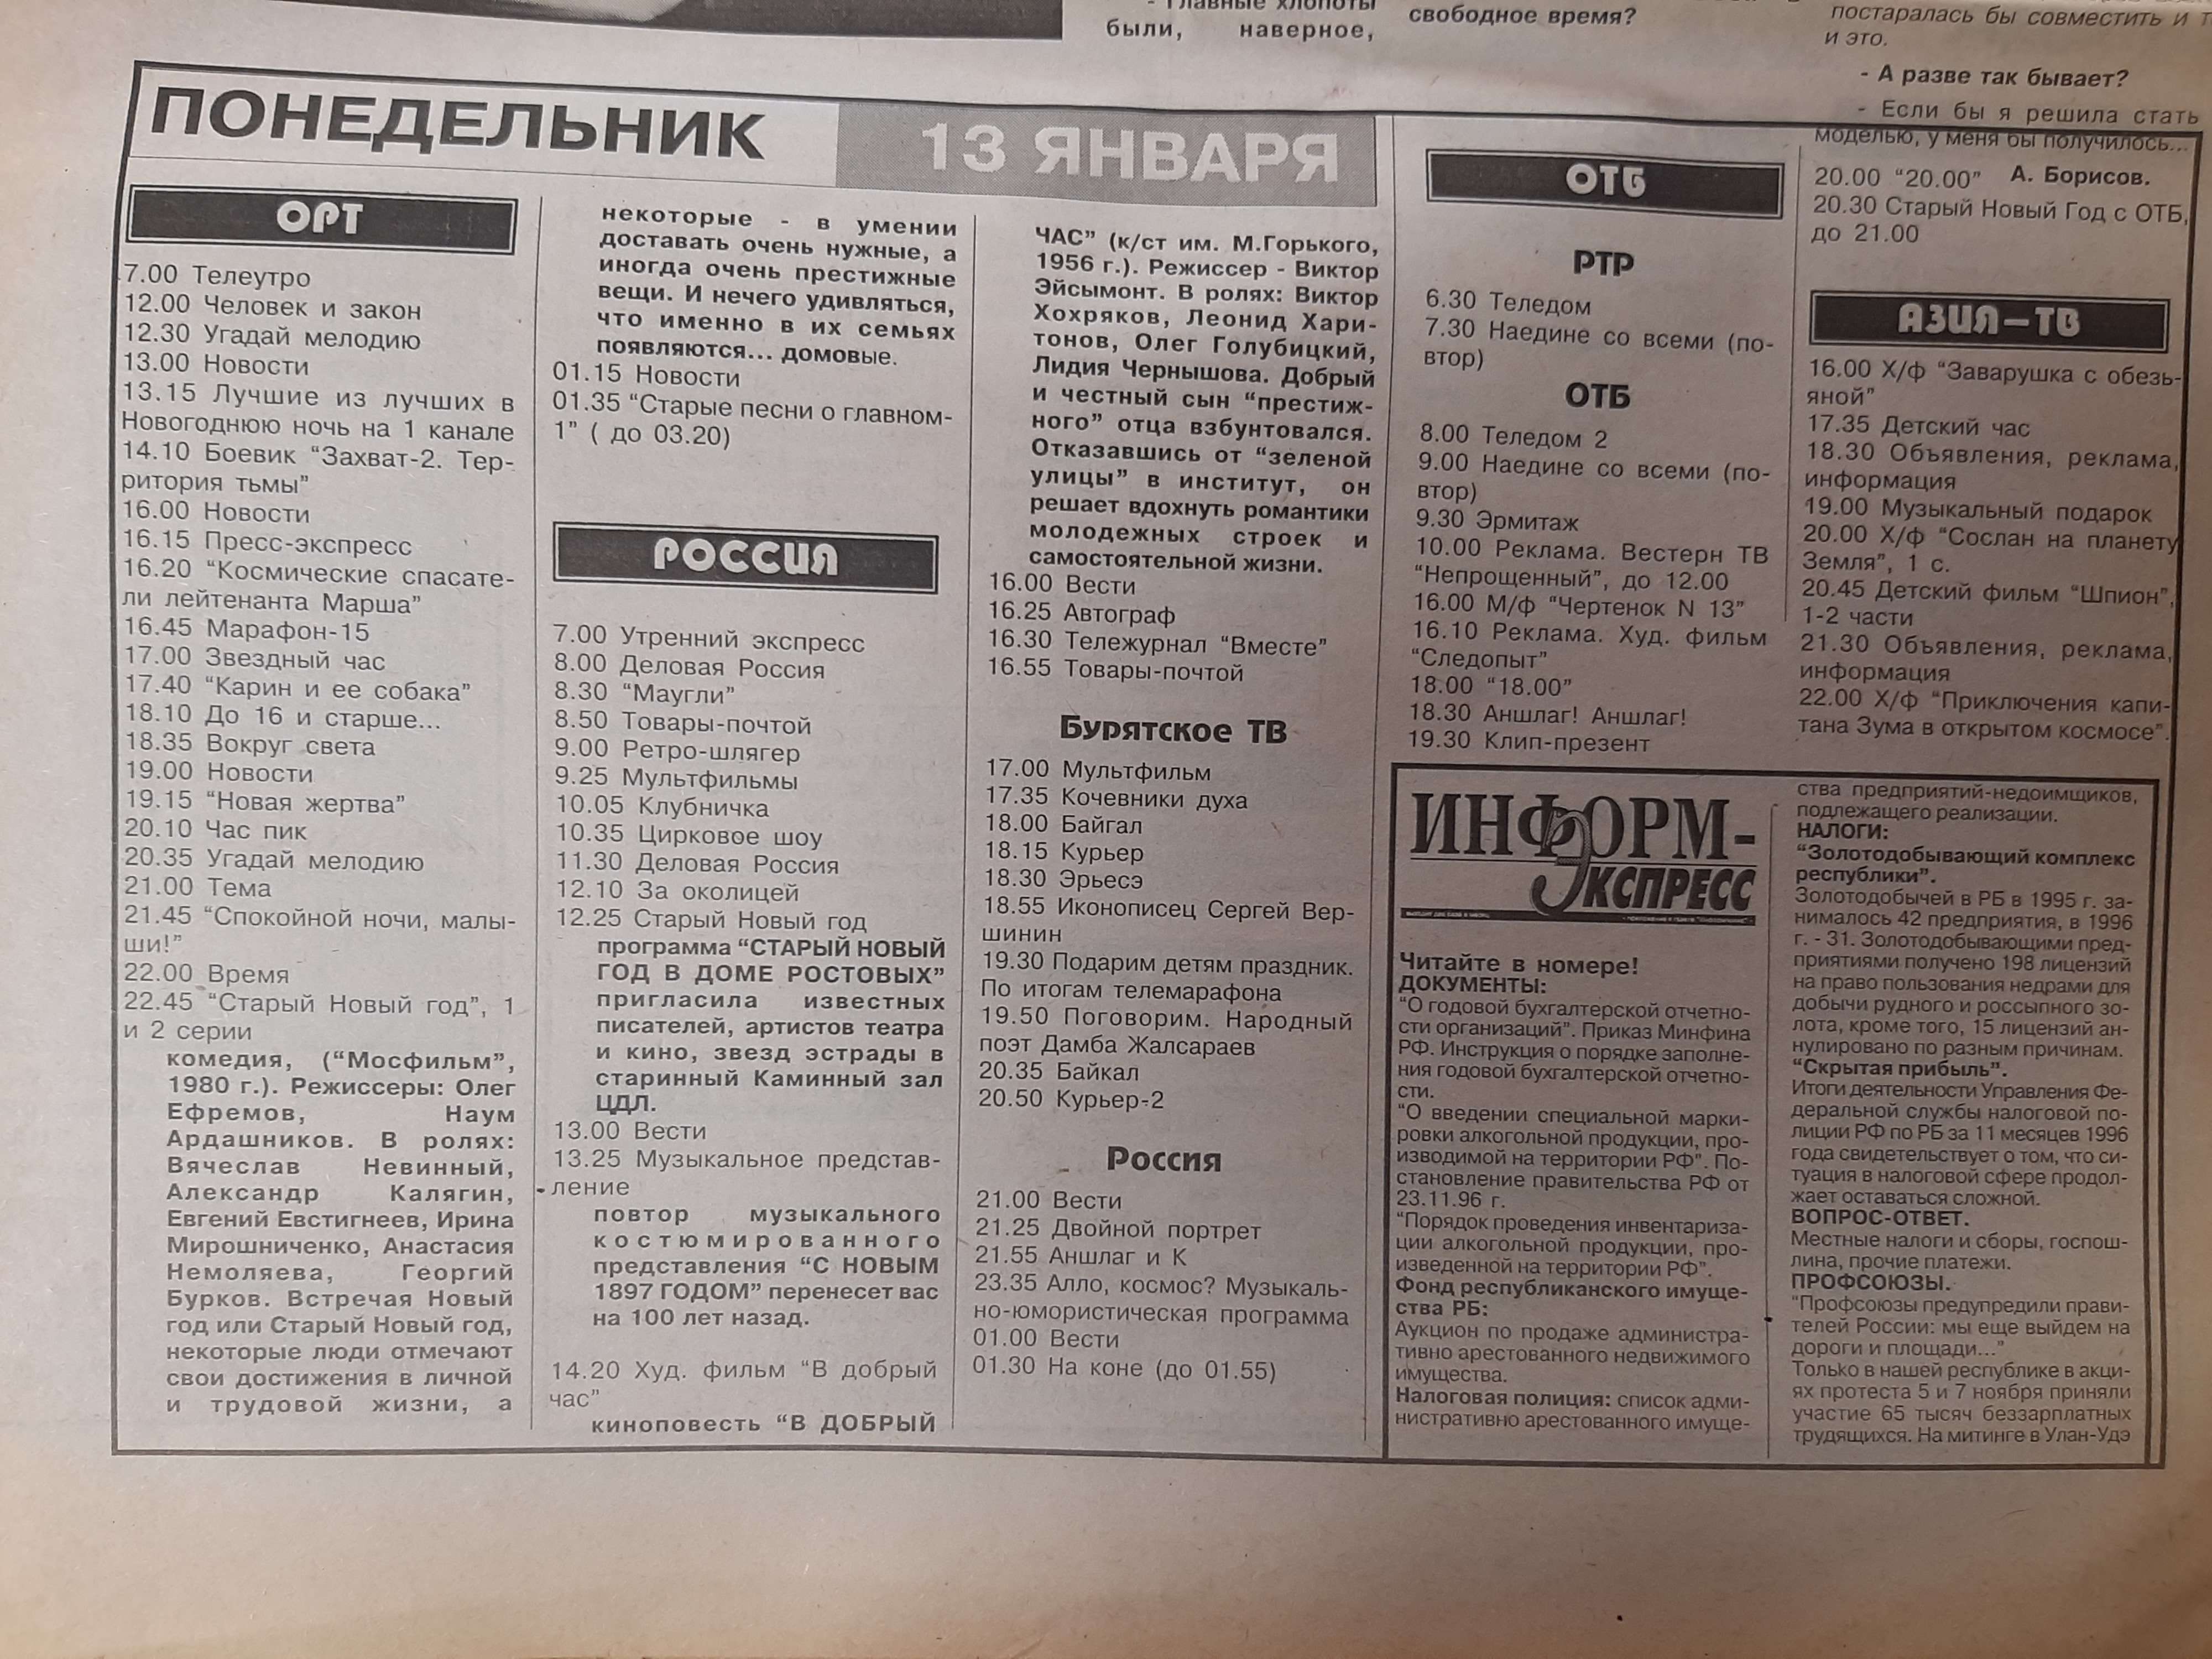 - Главные хлопоты
были, наверное,
свободное время?
постаралась бы совместить и
и это.
- А разве так бывает?
- Если бы я решила стать
моделью, у меня бы получилось...
А. Борисов.
ПОНЕДЕЛЬНИК
13 ЯНВАРЯ
ОРТ
7.00 Телеутро
12.00 Человек и закон
12.30 Угадай мелодию
13.00 Новости
13.15 Лучшие из лучших в
Новогоднюю ночь на 1 канале
14.10 Боевик “Захват-2. Тер-
ритория тьмы”
16.00 Новости
16.15 Пресс-экспресс
16.20 “Космические спасате-
ли лейтенанта Марша”
16.45 Марафон-15
17.00 Звездный час
17.40 “Карин и ее собака”
18.10 До 16 и старше...
18.35 Вокруг света
19.00 Новости
19.15 “Новая жертва”
20.10 Час пик
20.35 Угадай мелодию
21.00 Тема
21.45 “Спокойной ночи, малы-
ши!”
22.00 Время
22.45 “Старый Новый год”, 1
и 2 серии
комедия, (“Мосфильм”,
1980 г.). Режиссеры: Олег
Ефремов, Наум
Ардашников. В ролях:
Вячеслав Невинный,
Александр Калягин,
Евгений Евстигнеев, Ирина
Мирошниченко, Анастасия
Немоляева, Георгий
Бурков. Встречая Новый
год или Старый Новый год,
некоторые люди отмечают
свои достижения в личной
и трудовой жизни, а
некоторые - в умении
доставать очень нужные, а
иногда очень престижные
вещи. И нечего удивляться,
что именно в их семьях
появляются... домовые.
01.15 Новости
01.35 “Старые песни о главном-
1” ( до 03.20)
РОССИЯ
7.00 Утренний экспресс
8.00 Деловая Россия
8.30 “Маугли”
8.50 Товары-почтой
9.00 Ретро-шлягер
9.25 Мультфильмы
10.05 Клубничка
10.35 Цирковое шоу
11.30 Деловая Россия
12.10 За околицей
12.25 Старый Новый год
программа “СТАРЫЙ НОВЫЙ
ГОД В ДОМЕ РОСТОВЫХ”
пригласила известных
писателей, артистов театра
и кино, звезд эстрады в
старинный Каминный зал
ЦДЛ.
13.00 Вести
13.25 Музыкальное представ-
ление
повтор музыкального
костюмированного
представления “С НОВЫМ
1897 ГОДОМ” перенесет вас
на 100 лет назад.
14.20 Худ. фильм “В добрый
час”
киноповесть “В ДОБРЫЙ
ЧАС” (к/ст им. М.Горького,
1956 г.). Режиссер - Виктор
Эйсымонт. В ролях: Виктор
Хохряков, Леонид Хари-
тонов, Олег Голубицкий,
Лидия Чернышова. Добрый
и честный сын “престиж-
ного” отца взбунтовался.
Отказавшись от “зеленой
улицы” в институт, он
решает вдохнуть романтики
молодежных строек и
самостоятельной жизни.
16.00 Вести
16.25 Автограф
16.30 Тележурнал “Вместе”
16.55 Товары-почтой
Бурятское ТВ
17.00 Мультфильм
17.35 Кочевники духа
18.00 Байгал
18.15 Курьер
18.30 Эрьесэ
18.55 Иконописец Сергей Вер-
шинин
19.30 Подарим детям праздник.
По итогам телемарафона
19.50 Поговорим. Народный
поэт Дамба Жалсараев
20.35 Байкал
20.50 Курьер-2
Россия
21.00 Вести
21.25 Двойной портрет
21.55 Аншлаг и К
23.35 Алло, космос? Музыкаль-
но-юмористическая программа
01.00 Вести
01.30 На коне (до 01.55)
ОТБ
РТР
6.30 Теледом
7.30 Наедине со всеми (по-
втор)
ОТБ
8.00 Теледом 2
9.00 Наедине со всеми (по-
втор)
9.30 Эрмитаж
10.00 Реклама. Вестерн ТВ
“Непрощенный”, до 12.00
16.00 М/ф “Чертенок N 13”
16.10 Реклама. Худ. фильм
“Следопыт”
18.00 “18.00”
18.30 Аншлаг! Аншлаг!
19.30 Клип-презент
20.00 “20.00”
20.30 Старый Новый Год с ОТБ,
до 21.00
АЗИЯ-ТВ
16.00 Х/ф “Заварушка с обезь-
яной”
17.35 Детский час
18.30 Объявления, реклама,
информация
19.00 Музыкальный подарок
20.00 Х/ф “Сослан на планету
Земля”, 1 с.
20.45 Детский фильм “Шпион”,
1-2 части
21.30 Объявления, реклама,
информация
22.00 Х/ф “Приключения капи-
тана Зума в открытом космосе”.
ИНФОРМ-
ЭКСПРЕСС
Читайте в номере!
ДОКУМЕНТЫ:
“О годовой бухгалтерской отчетно-
сти организаций”. Приказ Минфина
РФ. Инструкция о порядке заполне-
ния годовой бухгалтерской отчетно-
сти.
“О введении специальной марки-
ровки алкогольной продукции, про-
изводимой на территории РФ”. По-
становление правительства РФ от
23.11.96 г.
“Порядок проведения инвентариза-
ции алкогольной продукции, про-
изведенной на территории РФ”.
Фонд республиканского имуще-
ства РБ:
Аукцион по продаже администра-
тивно арестованного недвижимого
имущества.
Налоговая полиция: список адми-
нистративно арестованного имуще-
ства предприятий-недоимщиков,
подлежащего реализации.
НАЛОГИ:
“Золотодобывающий комплекс
республики”.
Золотодобычей в РБ в 1995 г. за-
нималось 42 предприятия, в 1996
г. - 31. Золотодобывающими пред-
приятиями получено 198 лицензий
на право пользования недрами для
добычи рудного и россыпного зо-
лота, кроме того, 15 лицензий ан-
нулировано по разным причинам.
“Скрытая прибыль”.
Итоги деятельности Управления Фе-
деральной службы налоговой по-
лиции РФ по РБ за 11 месяцев 1996
года свидетельствует о том, что си-
туация в налоговой сфере продол-
жает оставаться сложной.
ВОПРОС-ОТВЕТ.
Местные налоги и сборы, госпош-
лина, прочие платежи.
ПРОФСОЮЗЫ.
“Профсоюзы предупредили прави-
телей России: мы еще выйдем на
дороги и площади...”
Только в нашей республике в акци-
ях протеста 5 и 7 ноября приняли
участие 65 тысяч беззарплатных
трудящихся. На митинге в Улан-Удэ